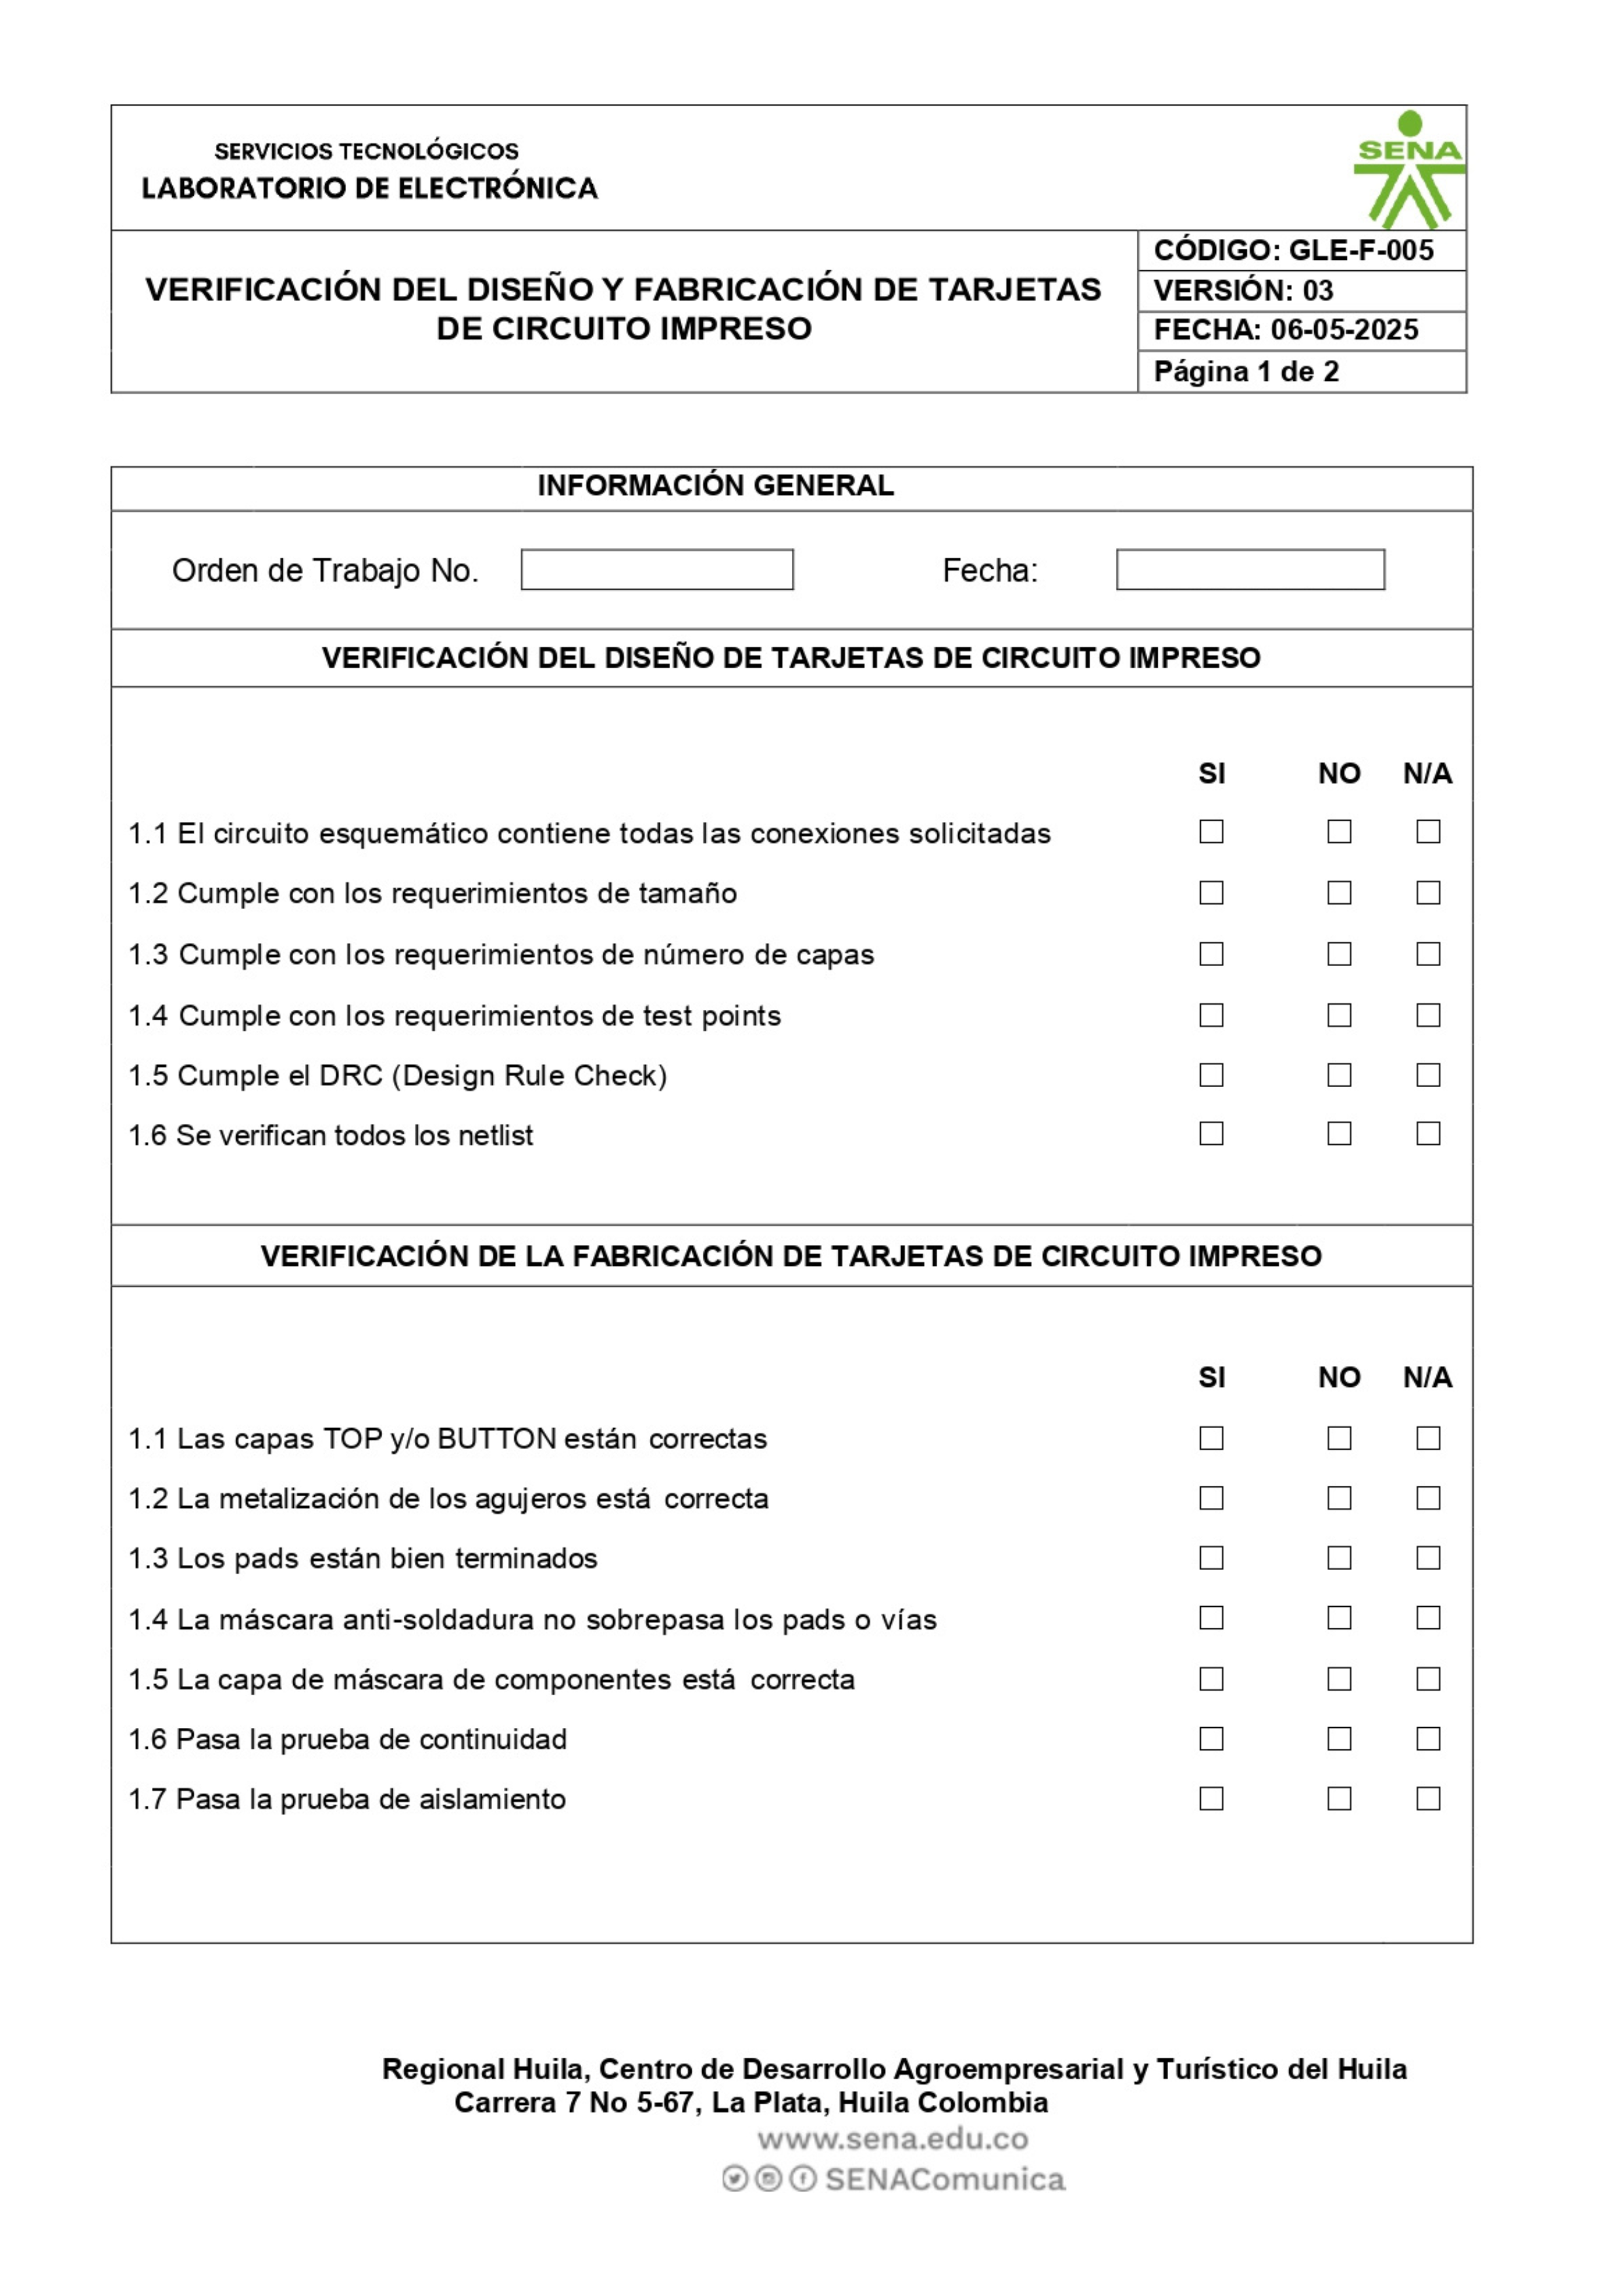 SERVICIOS TECNOLÓGICOS
LABORATORIO DE ELECTRÓNICA
SENA
VERIFICACIÓN DEL DISEÑO Y FABRICACIÓN DE TARJETAS
DE CIRCUITO IMPRESO
CÓDIGO: GLE-F-005
VERSIÓN: 03
FECHA: 06-05-2025
Página 1 de 2
INFORMACIÓN GENERAL
Orden de Trabajo No. Fecha:
VERIFICACIÓN DEL DISEÑO DE TARJETAS DE CIRCUITO IMPRESO
SI NO N/A
1.1 El circuito esquemático contiene todas las conexiones solicitadas
1.2 Cumple con los requerimientos de tamaño
1.3 Cumple con los requerimientos de número de capas
1.4 Cumple con los requerimientos de test points
1.5 Cumple el DRC (Design Rule Check)
1.6 Se verifican todos los netlist
VERIFICACIÓN DE LA FABRICACIÓN DE TARJETAS DE CIRCUITO IMPRESO
SI NO N/A
1.1 Las capas TOP y/o BUTTON están correctas
1.2 La metalización de los agujeros está correcta
1.3 Los pads están bien terminados
1.4 La máscara anti-soldadura no sobrepasa los pads o vías
1.5 La capa de máscara de componentes está correcta
1.6 Pasa la prueba de continuidad
1.7 Pasa la prueba de aislamiento
Regional Huila, Centro de Desarrollo Agroempresarial y Turístico del Huila
Carrera 7 No 5-67, La Plata, Huila Colombia
www.sena.edu.co
SENAComunica